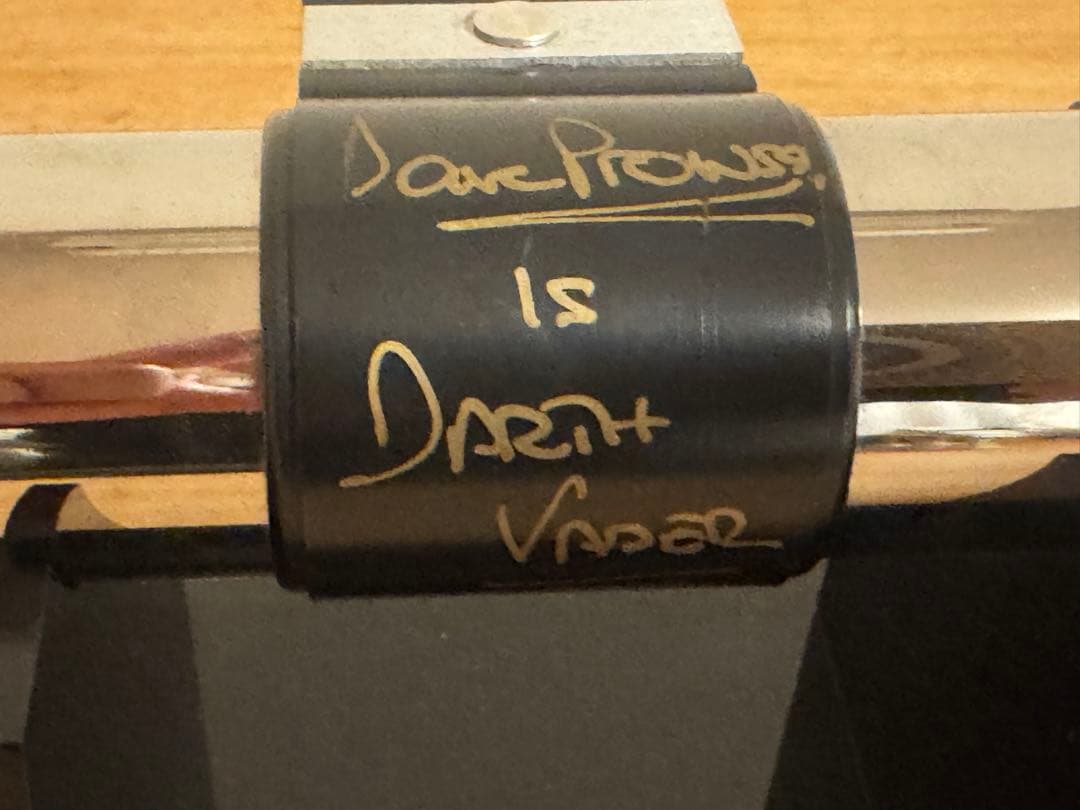 Dave Prowse
is
DARTH
VADER